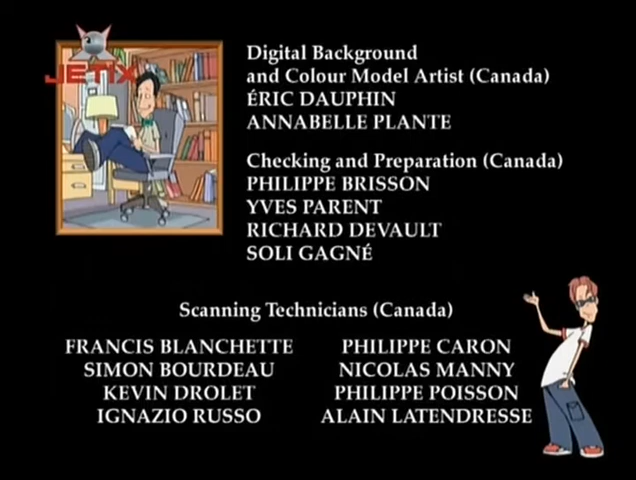 JETIX
Digital Background
and Colour Model Artist (Canada)
ÉRIC DAUPHIN
ANNABELLE PLANTE
Checking and Preparation (Canada)
PHILIPPE BRISSON
YVES PARENT
RICHARD DEVAULT
SOLI GAGNÉ
Scanning Technicians (Canada)
FRANCIS BLANCHETTE PHILIPPE CARON
SIMON BOURDEAU NICOLAS MANNY
KEVIN DROLET PHILIPPE POISSON
IGNAZIO RUSSO ALAIN LATENDRESSE